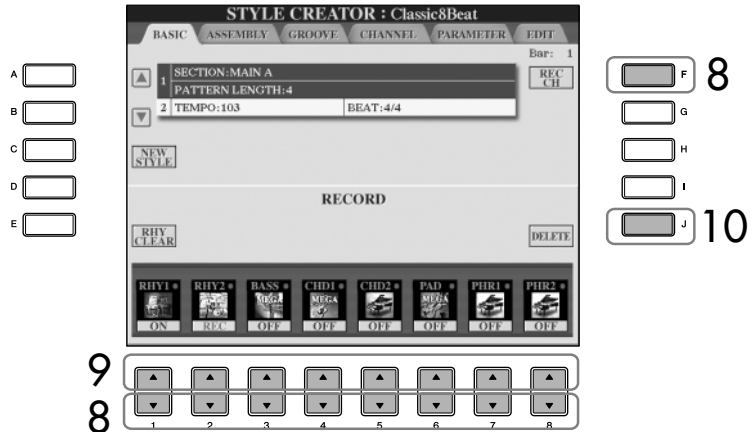 STYLE CREATOR : Classic8Beat
BASIC ASSEMBLY GROOVE CHANNEL PARAMETER EDIT
Bar: 1
A
1 SECTION:MAIN A
PATTERN LENGTH:4
REC CH
F 8
B
2 TEMPO:103 BEAT:4/4
G
C
NEW STYLE
H
D
I
RECORD
E
RHY CLEAR
DELETE
J 10
RHY1 RHY2 BASS CHD1 CHD2 PAD PHR1 PHR2
MEGA MEGA MEGA
ON REC OFF OFF OFF OFF OFF OFF
9
8
1 2 3 4 5 6 7 8